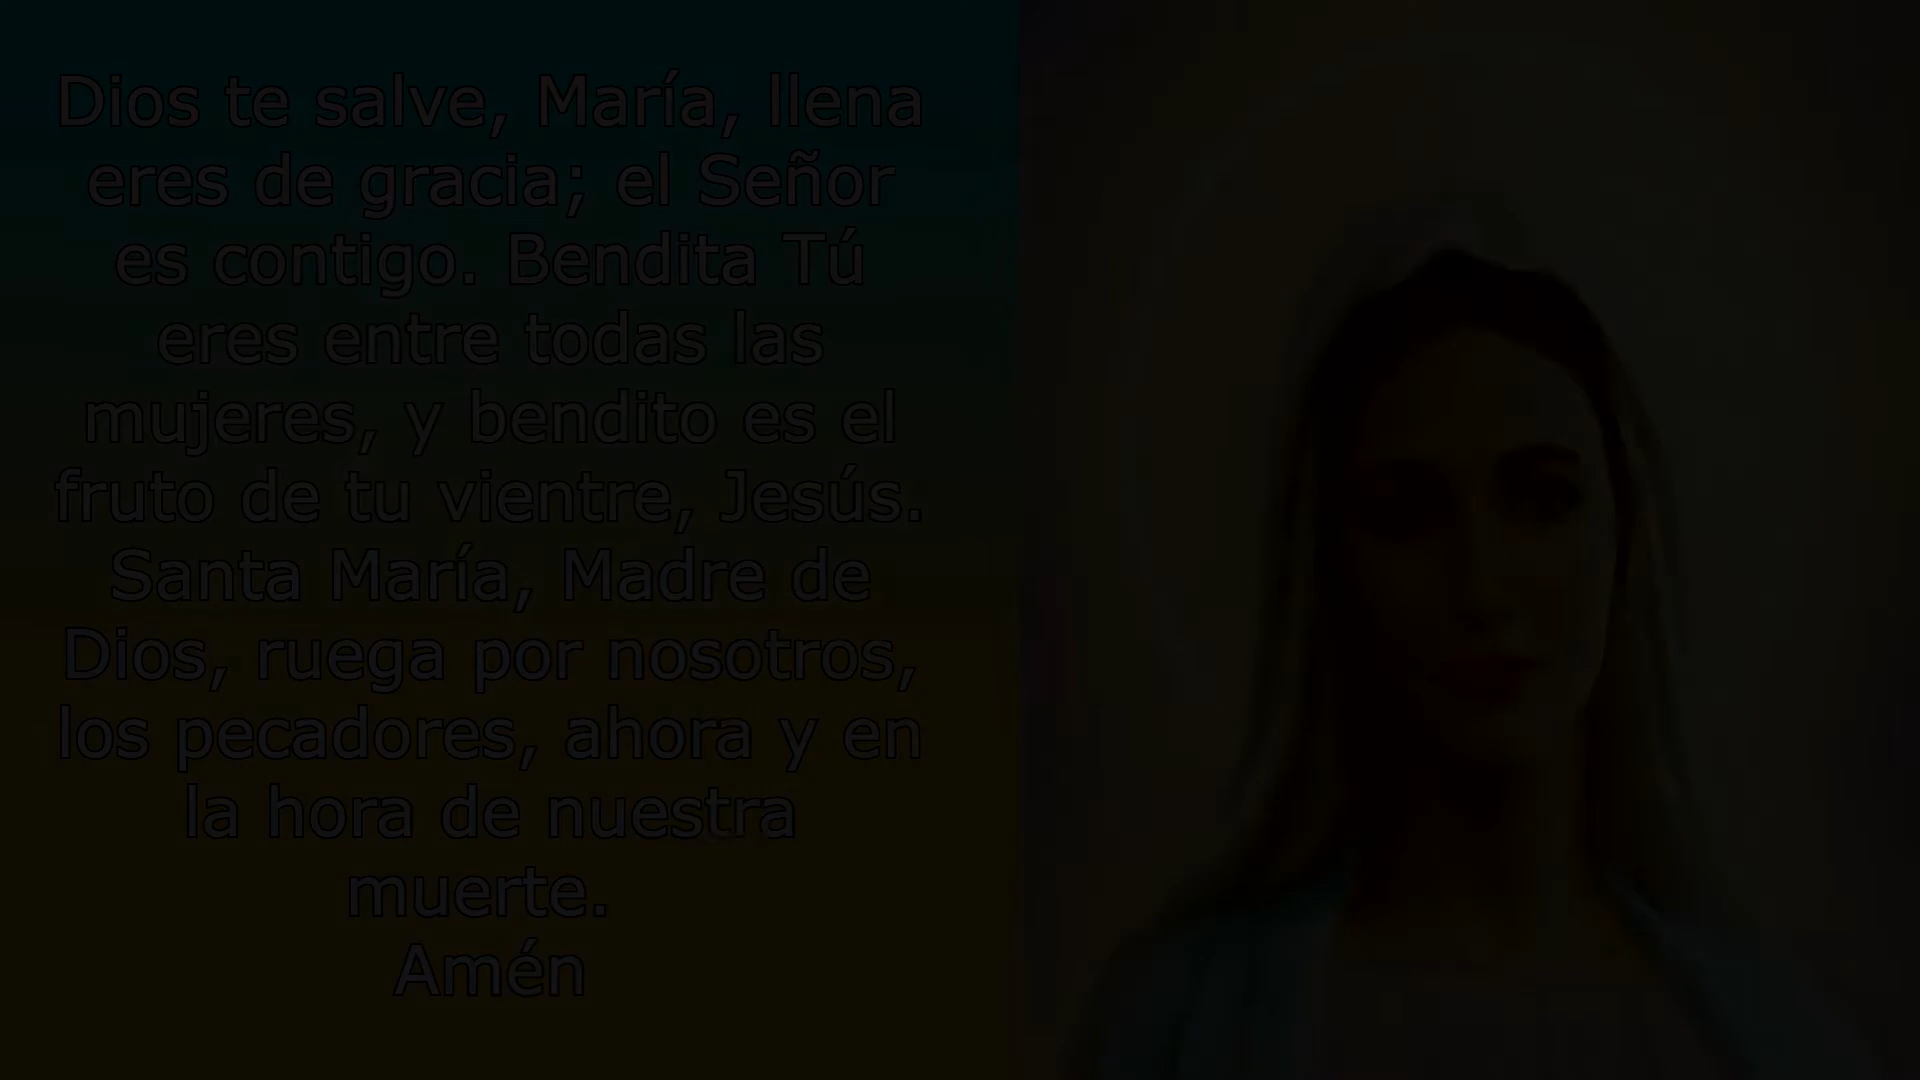 Dios te salve, María, llena
eres de gracia; el Señor
es contigo. Bendita Tú
eres entre todas las
mujeres, y bendito es el
fruto de tu vientre, Jesús.
Santa María, Madre de
Dios, ruega por nosotros,
los pecadores, ahora y en
la hora de nuestra
muerte.
Amén